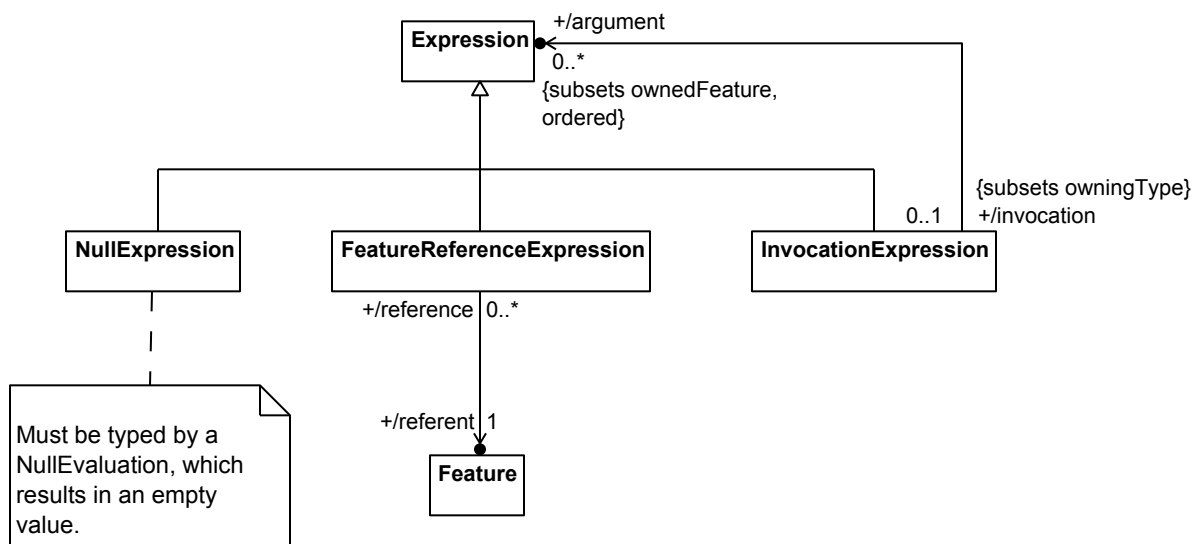 +/argument
Expression
0..*
{subsets ownedFeature,
ordered}
{subsets owningType}
0..1
+/invocation
NullExpression
FeatureReferenceExpression
InvocationExpression
+/reference
0..*
+/referent
1
Must be typed by a
NullEvaluation, which
results in an empty
value.
Feature